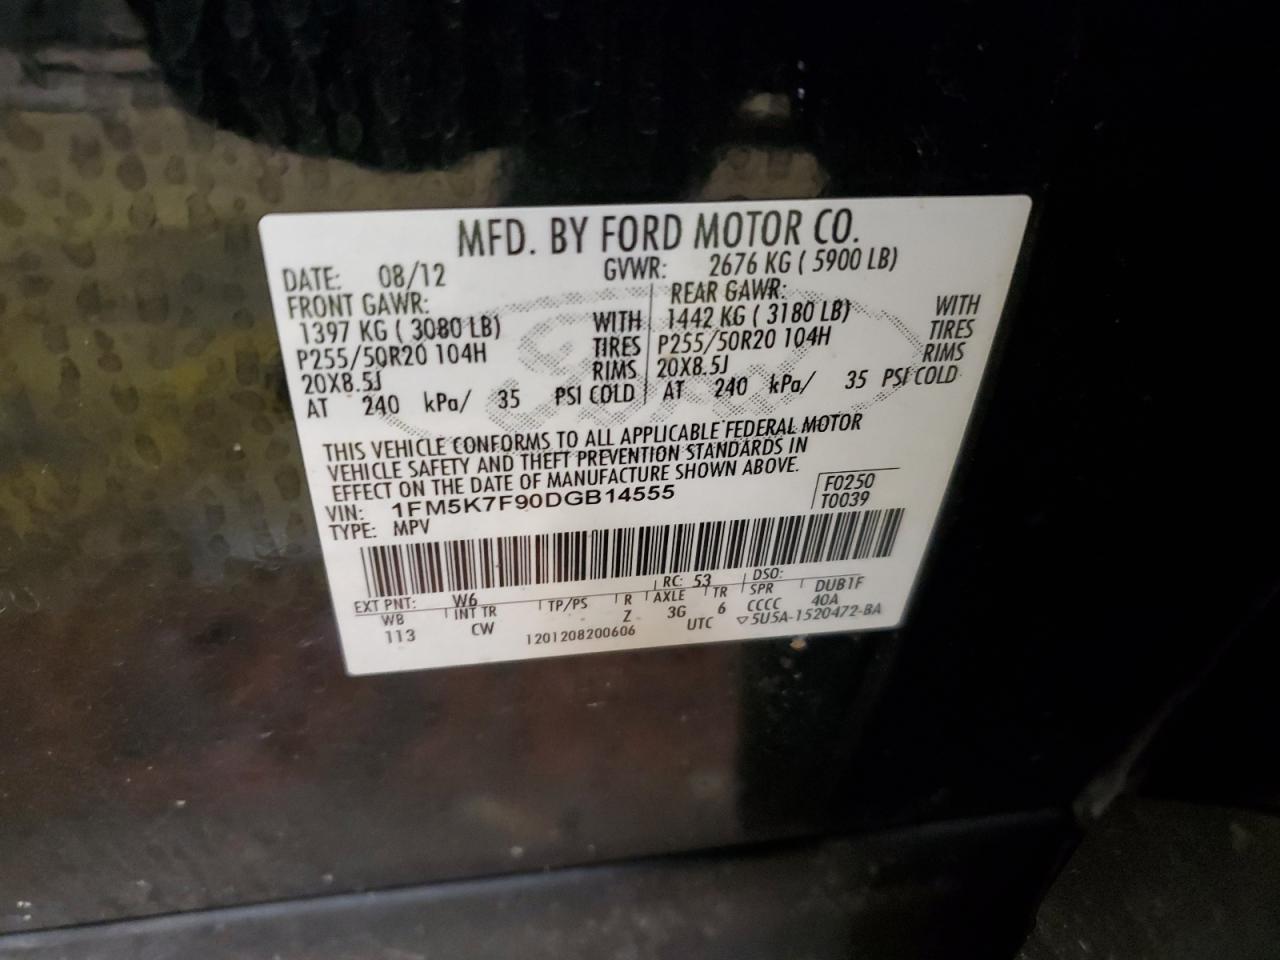 MFD. BY FORD MOTOR CO.
DATE: 08/12 GVWR: 2676 KG ( 5900 LB)
FRONT GAWR: REAR GAWR:
1397 KG ( 3080 LB) WITH 1442 KG ( 3180 LB) WITH
P255/50R20 104H TIRES P255/50R20 104H TIRES
20X8.5J RIMS 20X8.5J RIMS
AT 240 kPa/ 35 PSI COLD AT 240 kPa/ 35 PSI COLD
Ford
THIS VEHICLE CONFORMS TO ALL APPLICABLE FEDERAL MOTOR
VEHICLE SAFETY AND THEFT PREVENTION STANDARDS IN
EFFECT ON THE DATE OF MANUFACTURE SHOWN ABOVE.
VIN: 1FM5K7F90DGB14555 F0250
TYPE: MPV T0039
EXT PNT: W6 RC: 53 DSO:
WB INT TR TP/PS R AXLE TR SPR DUB1F
113 CW Z 3G 6 CCCC 40A
1201208200606 UTC ▽5U5A-1520472-BA